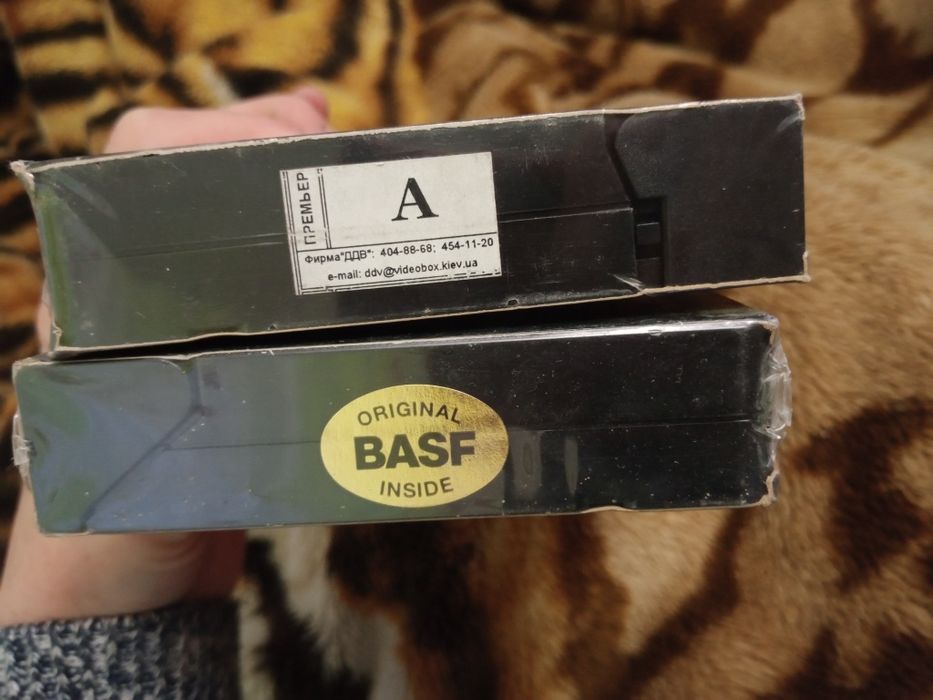 ПРЕМЬЕР
A
Фирма"ДДВ": 404-88-68; 454-11-20
e-mail: ddv@videobox.kiev.ua
ORIGINAL
BASF
INSIDE